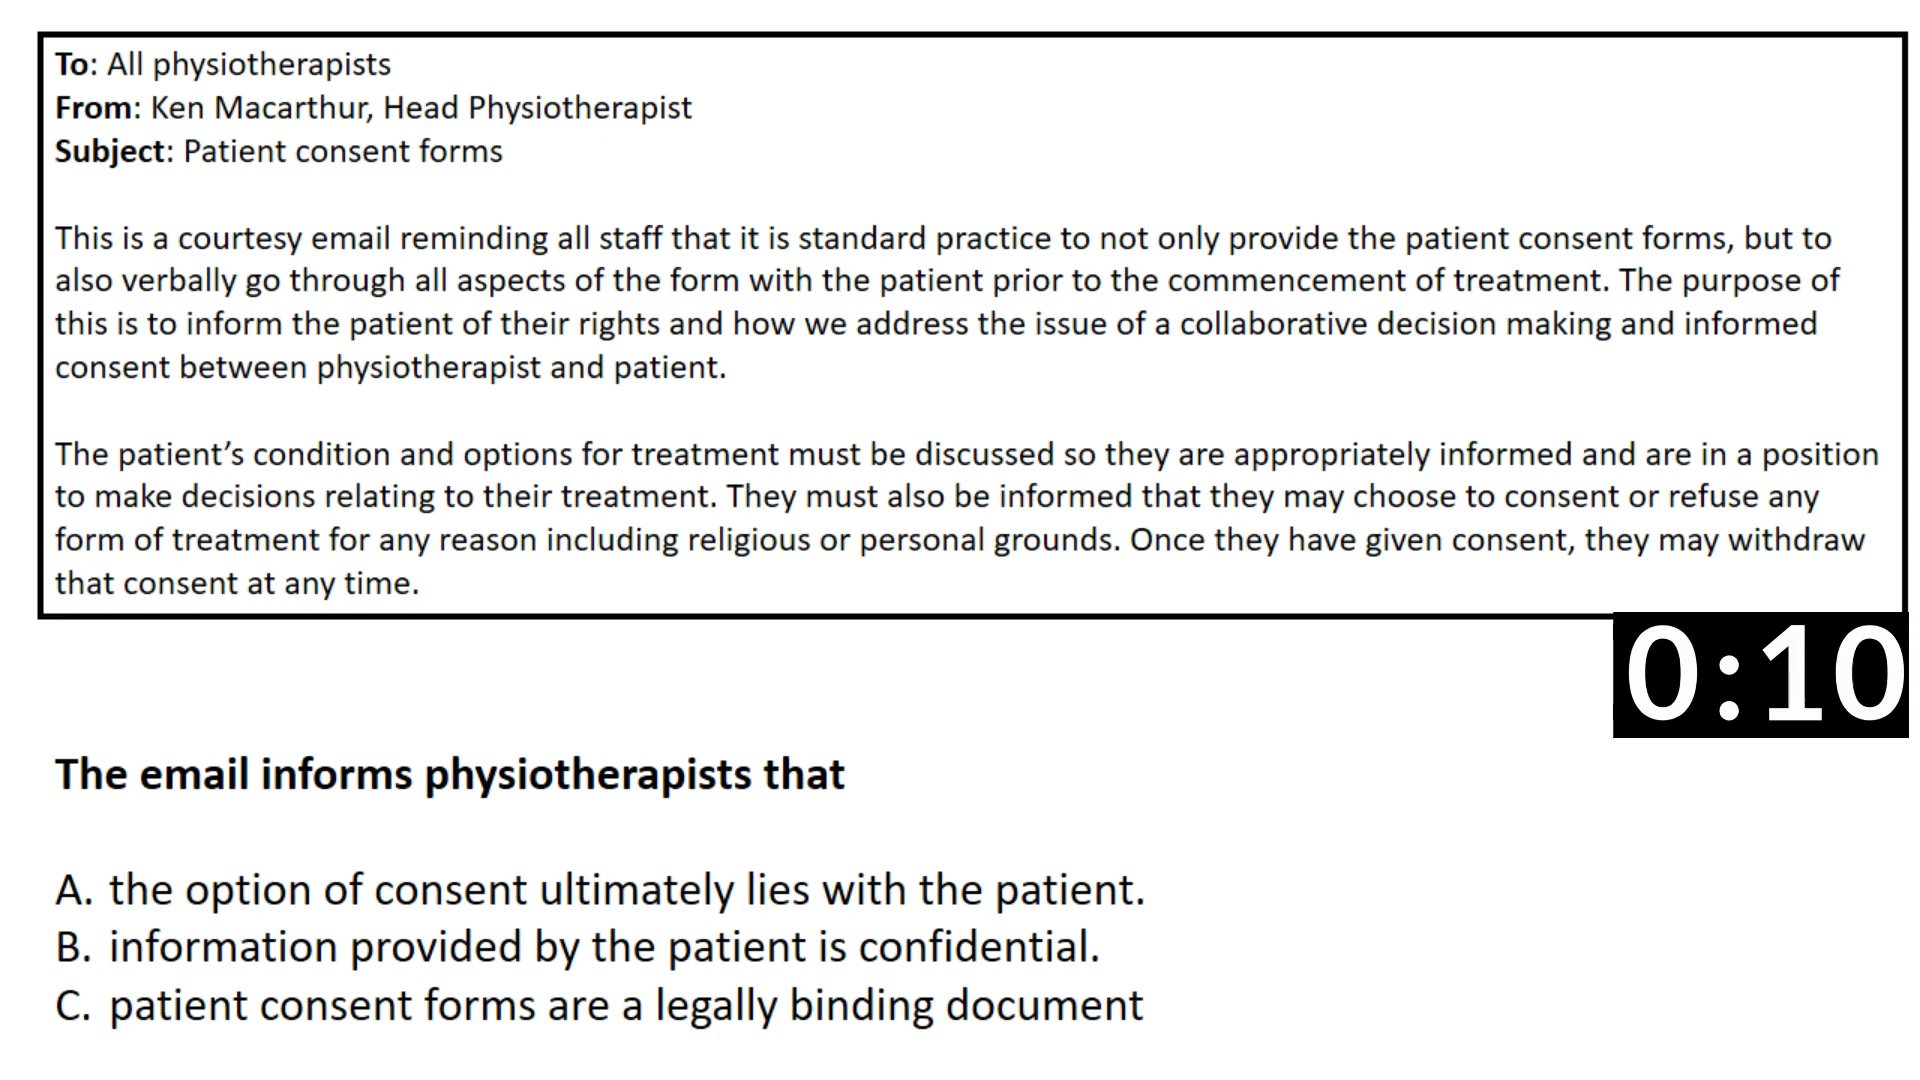 To: All physiotherapists
From: Ken Macarthur, Head Physiotherapist
Subject: Patient consent forms
This is a courtesy email reminding all staff that it is standard practice to not only provide the patient consent forms, but to
also verbally go through all aspects of the form with the patient prior to the commencement of treatment. The purpose of
this is to inform the patient of their rights and how we address the issue of a collaborative decision making and informed
consent between physiotherapist and patient.
The patient’s condition and options for treatment must be discussed so they are appropriately informed and are in a position
to make decisions relating to their treatment. They must also be informed that they may choose to consent or refuse any
form of treatment for any reason including religious or personal grounds. Once they have given consent, they may withdraw
that consent at any time.
0:10
The email informs physiotherapists that
A. the option of consent ultimately lies with the patient.
B. information provided by the patient is confidential.
C. patient consent forms are a legally binding document